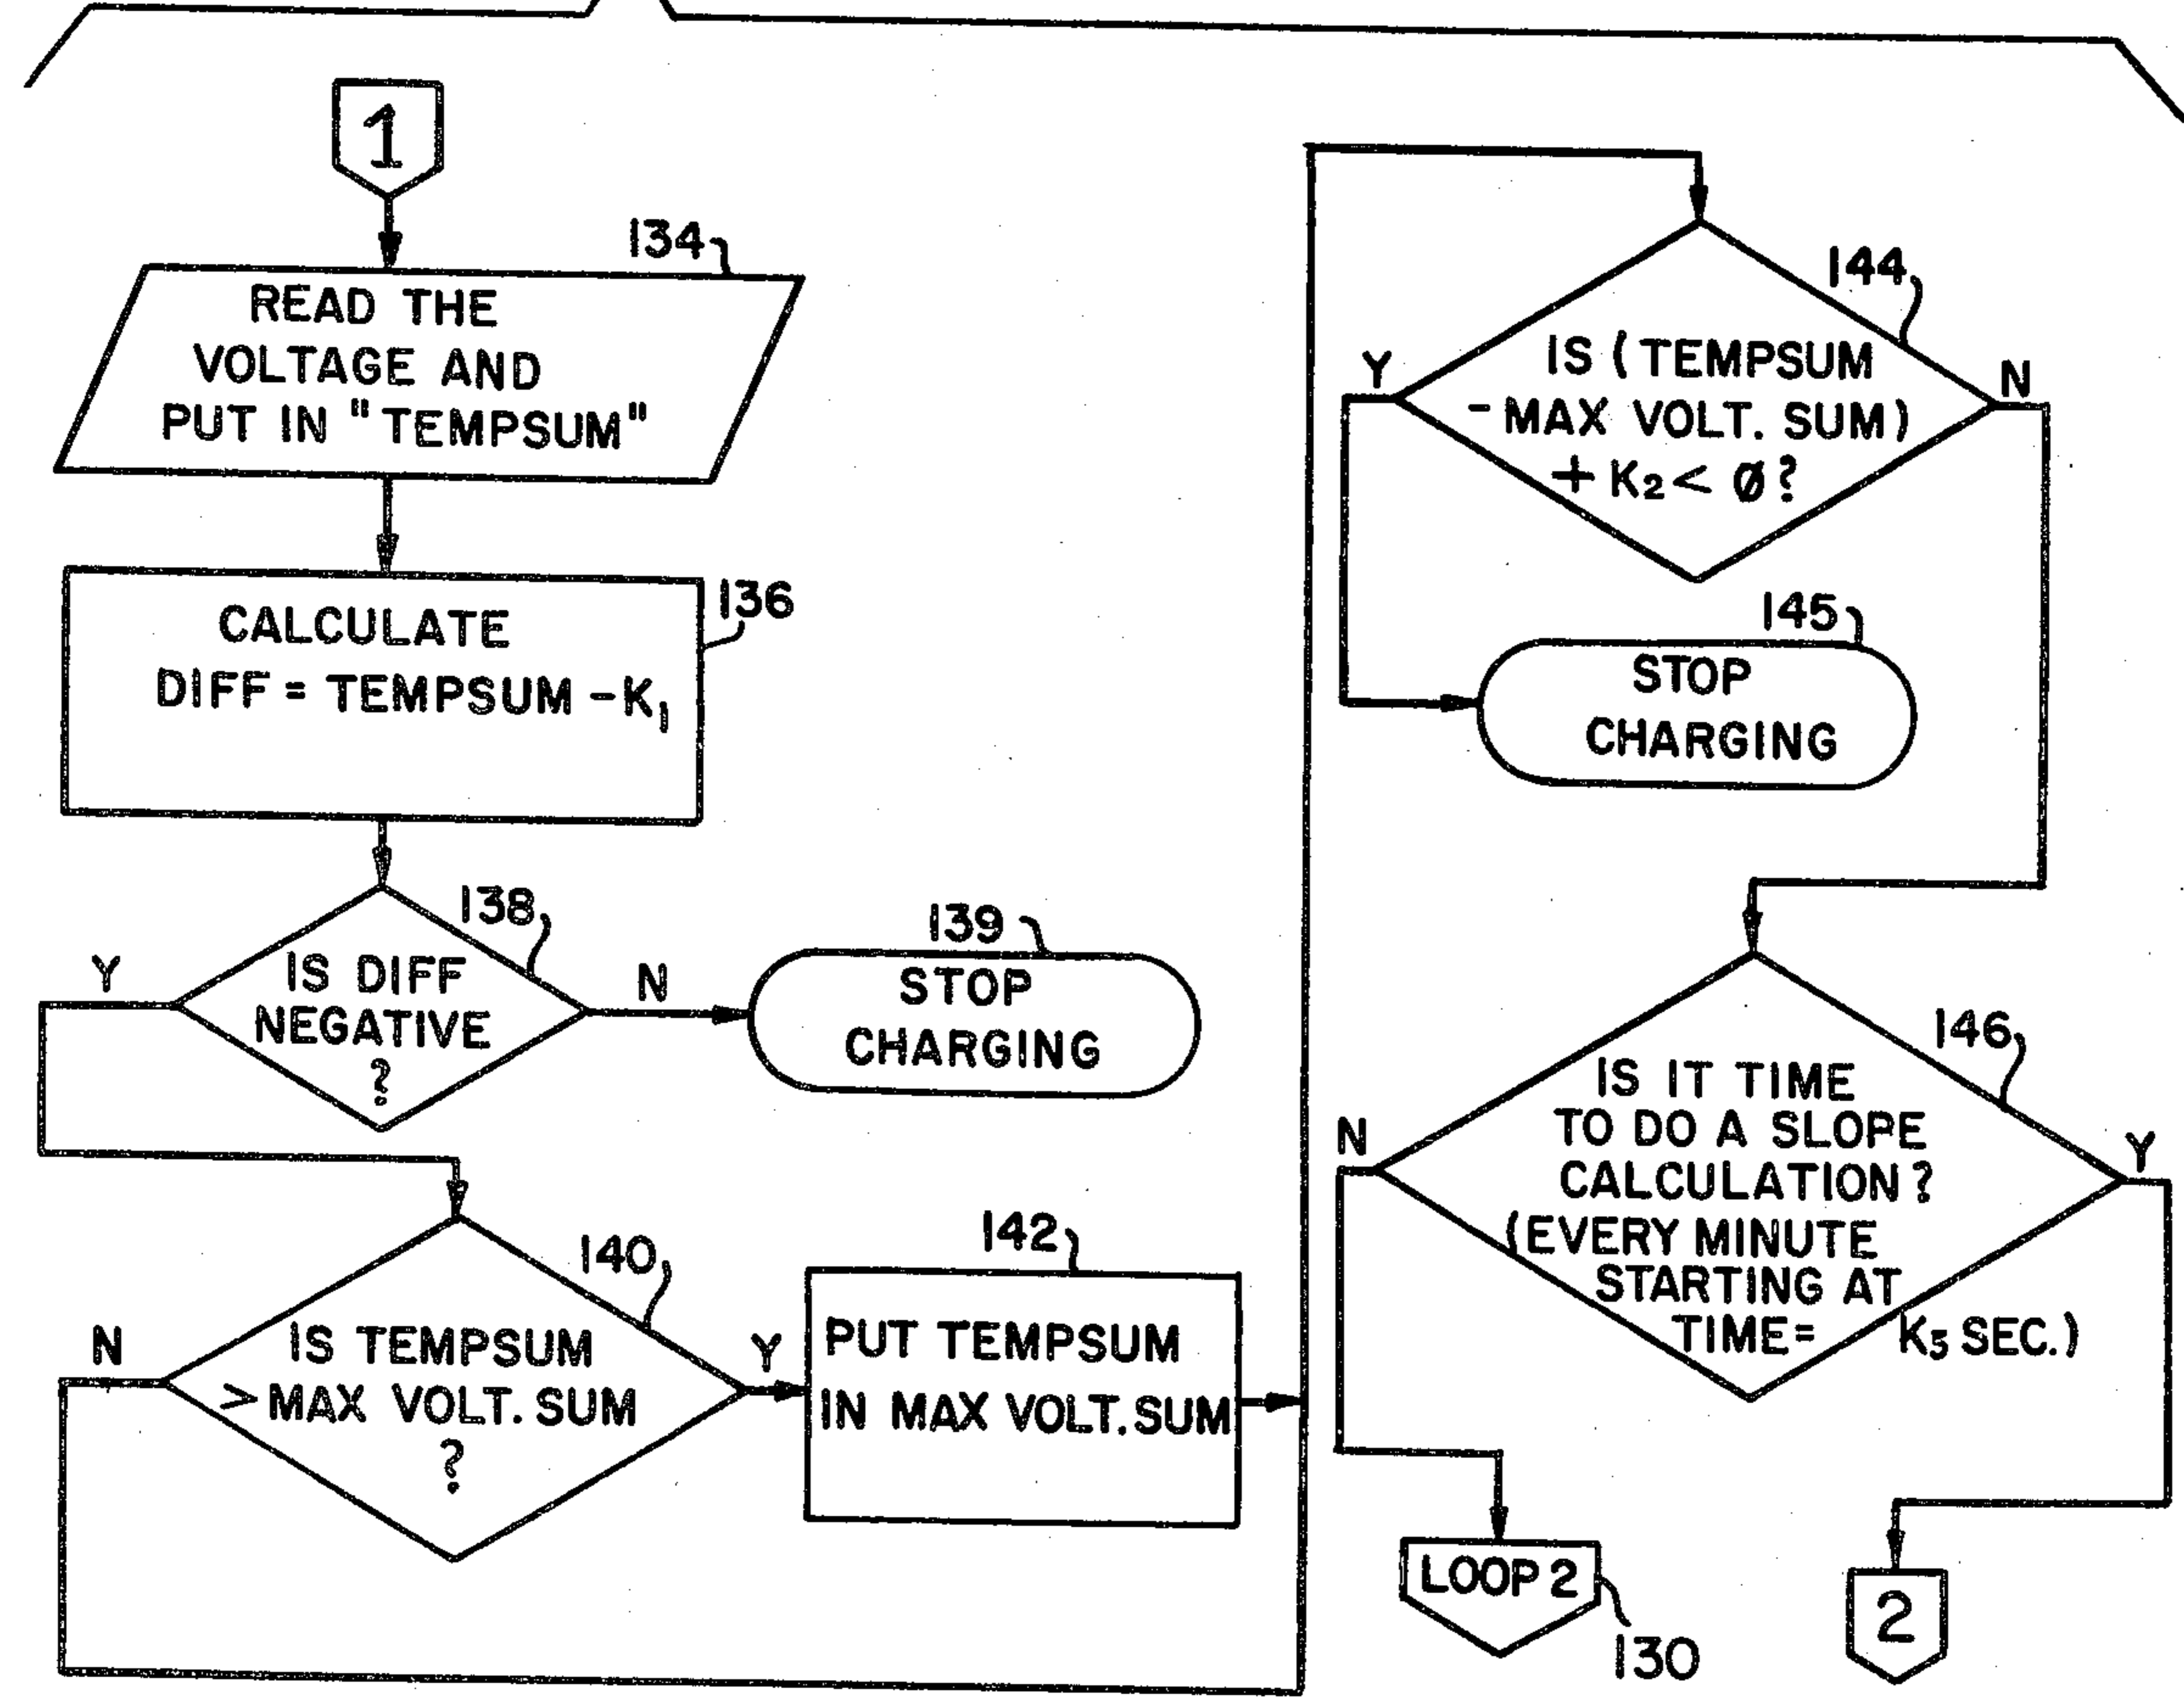 1
134
READ THE
VOLTAGE AND
PUT IN "TEMPSUM"
136
CALCULATE
DIFF = TEMPSUM - K1
138
Y
IS DIFF
NEGATIVE
?
N
139
STOP
CHARGING
140
N
IS TEMPSUM
> MAX VOLT. SUM
?
Y
142
PUT TEMPSUM
IN MAX VOLT. SUM
144
Y
IS (TEMPSUM
- MAX VOLT. SUM)
+ K2 < Ø?
N
145
STOP
CHARGING
146
N
IS IT TIME
TO DO A SLOPE
CALCULATION?
(EVERY MINUTE
STARTING AT
TIME= K5 SEC.)
Y
LOOP 2
130
2